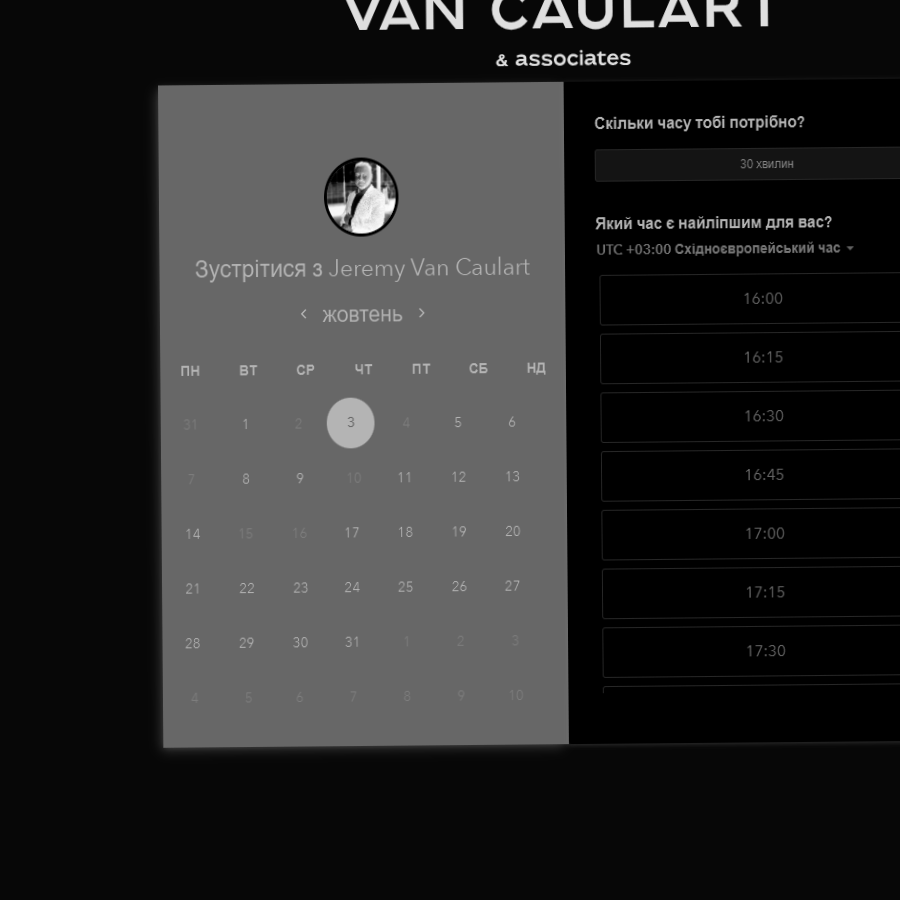 VAN CAULART
& associates
Зустрітися з Jeremy Van Caulart
жовтень
ПН ВТ СР ЧТ ПТ СБ НД
31 1 2 3 4 5 6
7 8 9 10 11 12 13
14 15 16 17 18 19 20
21 22 23 24 25 26 27
28 29 30 31 1 2 3
4 5 6 7 8 9 10
Скільки часу тобі потрібно?
30 хвилин
Який час є найліпшим для вас?
UTC +03:00 Східноєвропейський час
16:00
16:15
16:30
16:45
17:00
17:15
17:30